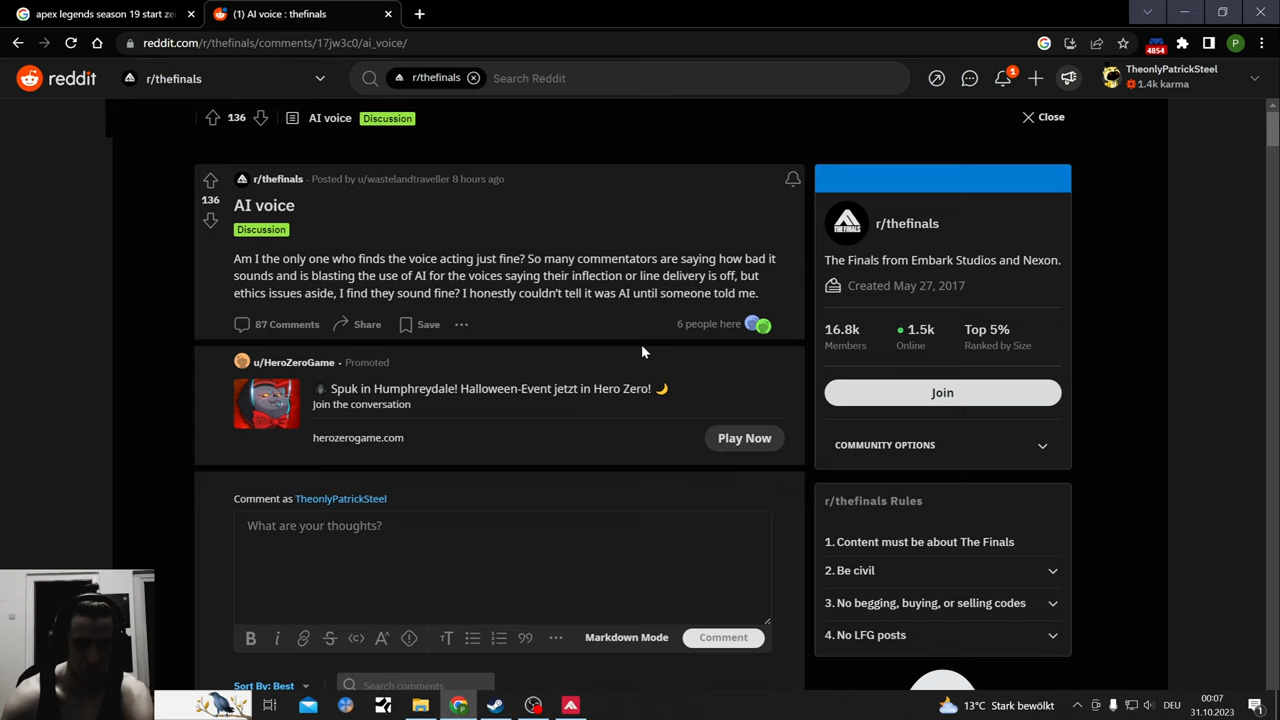 apex legends season 19 start ze
(1) AI voice : thefinals
reddit.com/r/thefinals/comments/17jw3c0/ai_voice/
4854
P
reddit
r/thefinals
r/thefinals
Search Reddit
1
TheonlyPatrickSteel
1.4k karma
136
AI voice
Discussion
Close
136
r/thefinals · Posted by u/wastelandtraveller 8 hours ago
AI voice
Discussion
Am I the only one who finds the voice acting just fine? So many commentators are saying how bad it
sounds and is blasting the use of AI for the voices saying their inflection or line delivery is off, but
ethics issues aside, I find they sound fine? I honestly couldn't tell it was AI until someone told me.
87 Comments
Share
Save
6 people here
u/HeroZeroGame · Promoted
Spuk in Humphreydale! Halloween-Event jetzt in Hero Zero! 🌙
Join the conversation
herozerogame.com
Play Now
Comment as TheonlyPatrickSteel
What are your thoughts?
Markdown Mode
Comment
Sort By: Best
Search comments
THE FINALS
r/thefinals
The Finals from Embark Studios and Nexon.
Created May 27, 2017
16.8k
Members
1.5k
Online
Top 5%
Ranked by Size
Join
COMMUNITY OPTIONS
r/thefinals Rules
1. Content must be about The Finals
2. Be civil
3. No begging, buying, or selling codes
4. No LFG posts
13°C Stark bewölkt
DEU
00:07
31.10.2023
1